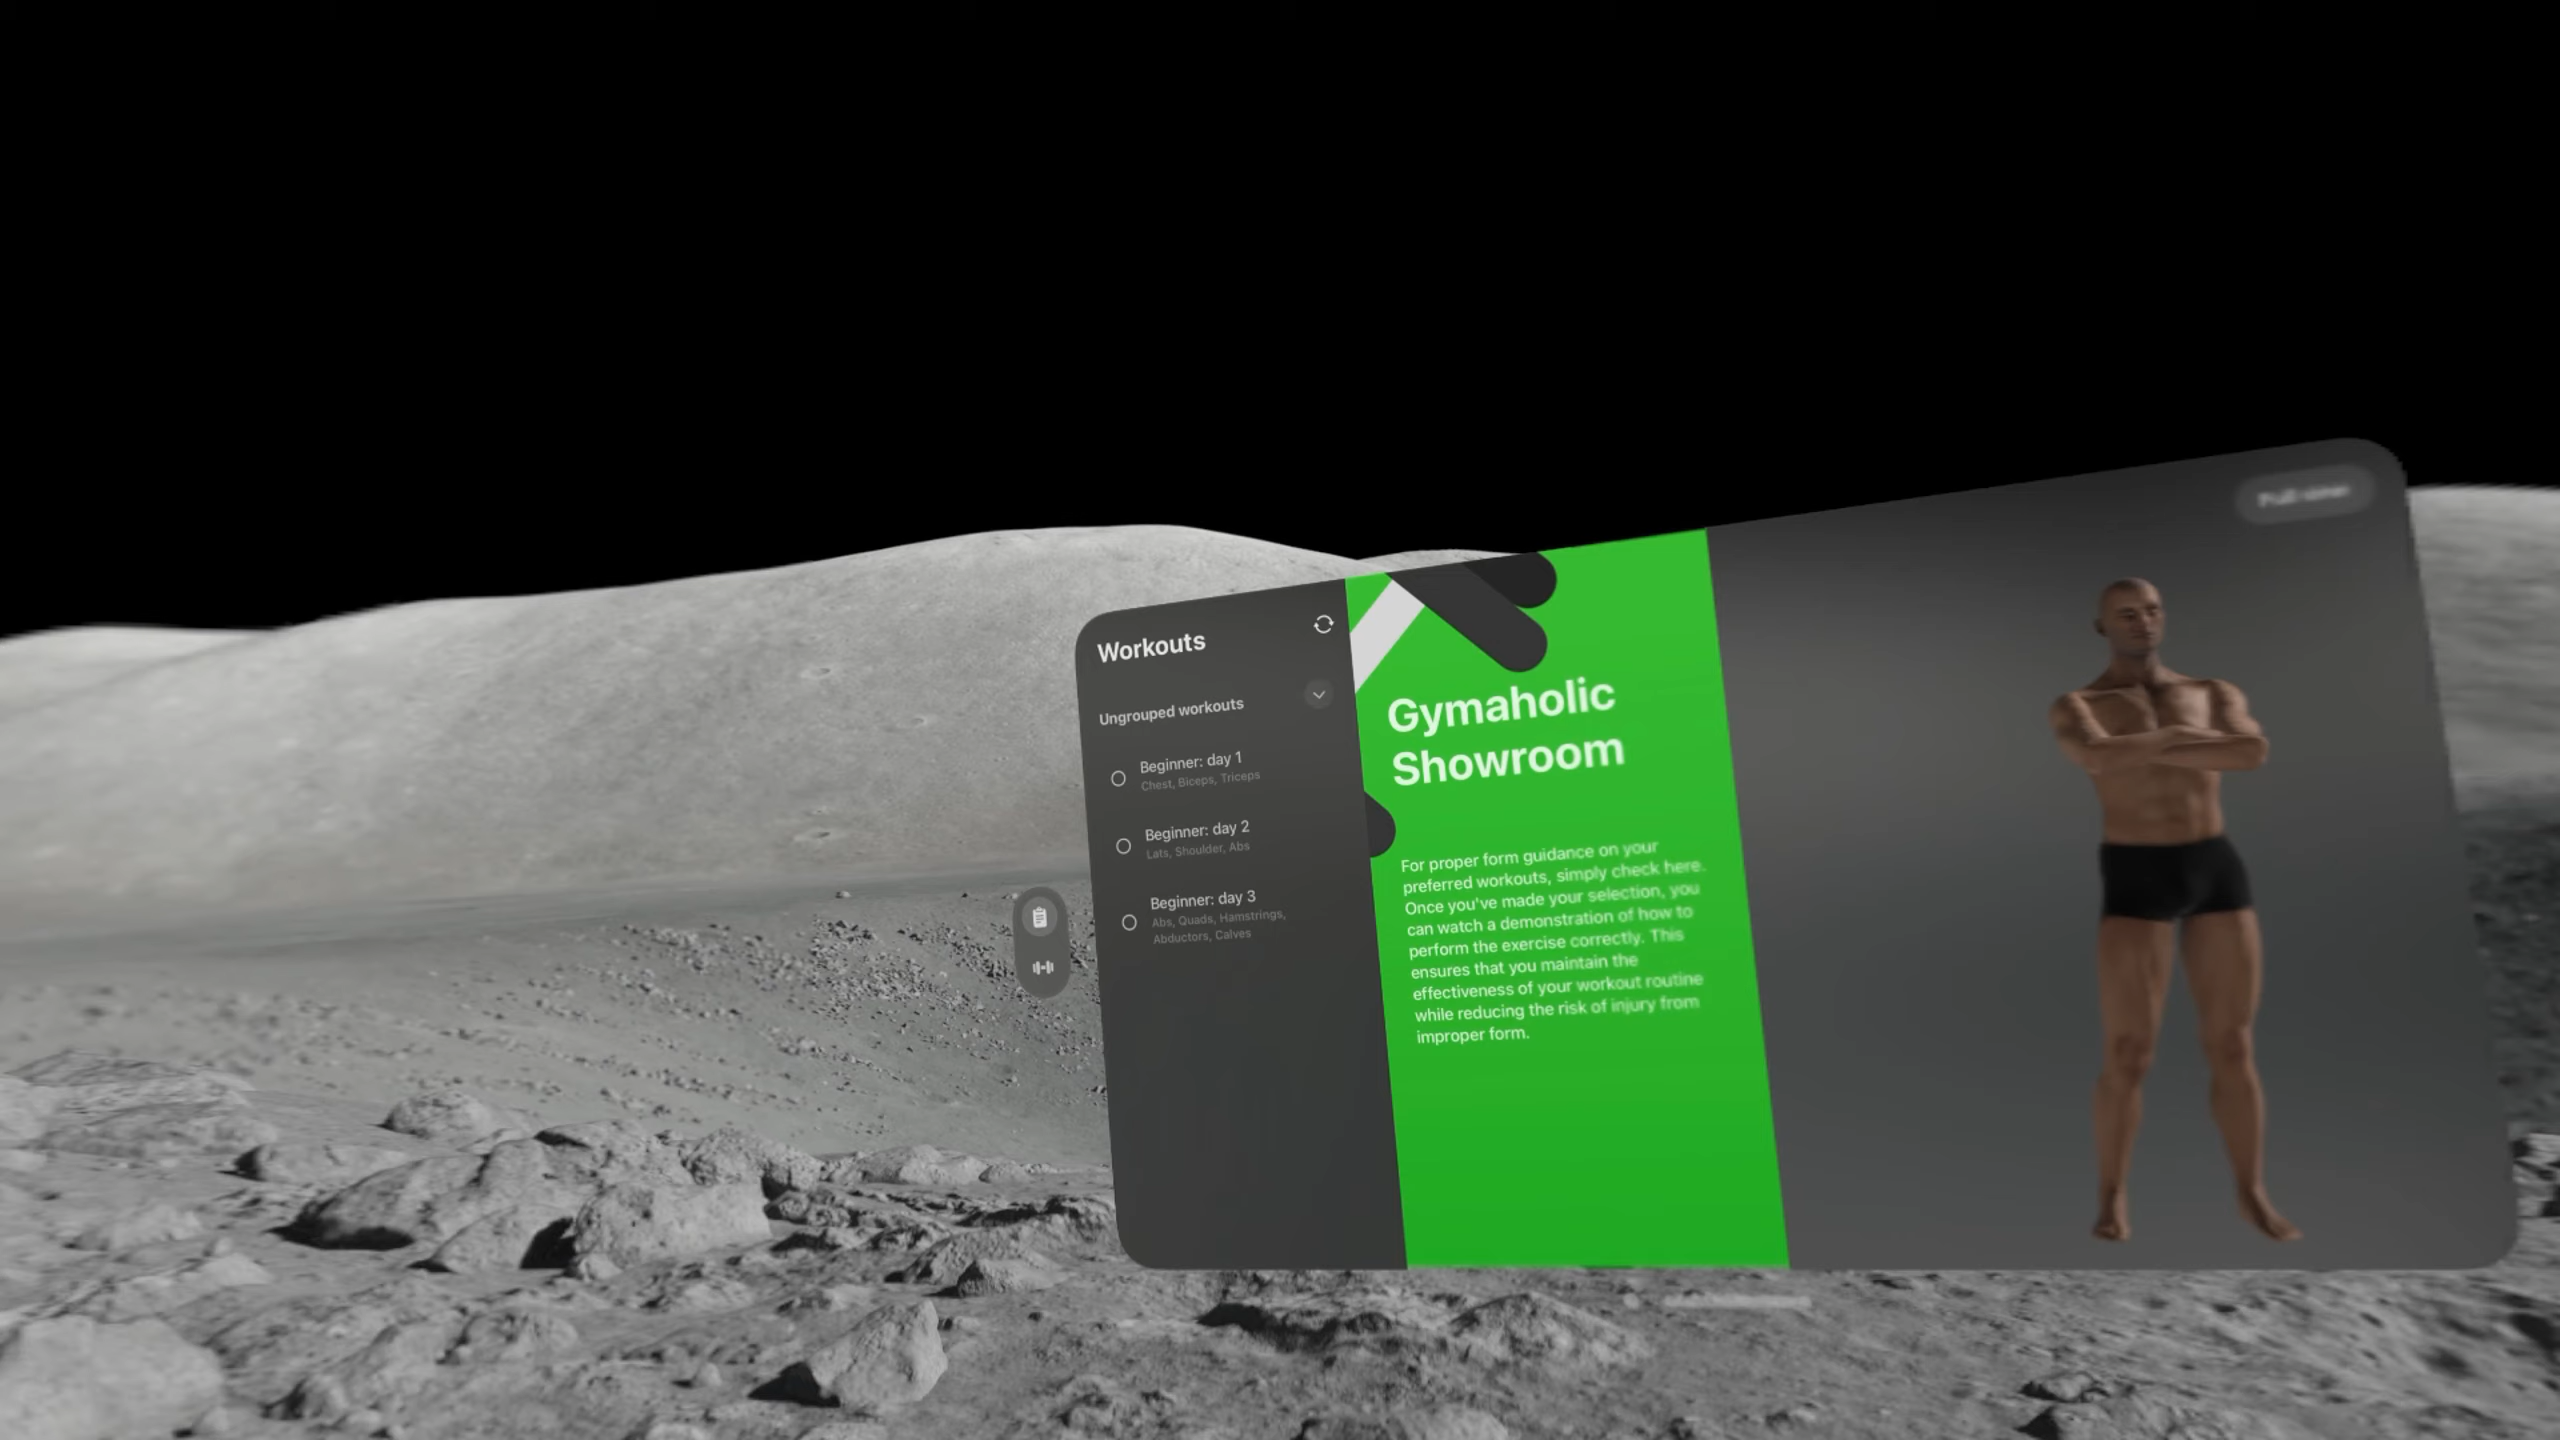 Workouts
Ungrouped workouts
Beginner: day 1
Chest, Biceps, Triceps
Beginner: day 2
Lats, Shoulder, Abs
Beginner: day 3
Abs, Quads, Hamstrings,
Abductors, Calves
Gymaholic
Showroom
For proper form guidance on your
preferred workouts, simply check here.
Once you've made your selection, you
can watch a demonstration of how to
perform the exercise correctly. This
ensures that you maintain the
effectiveness of your workout routine
while reducing the risk of injury from
improper form.